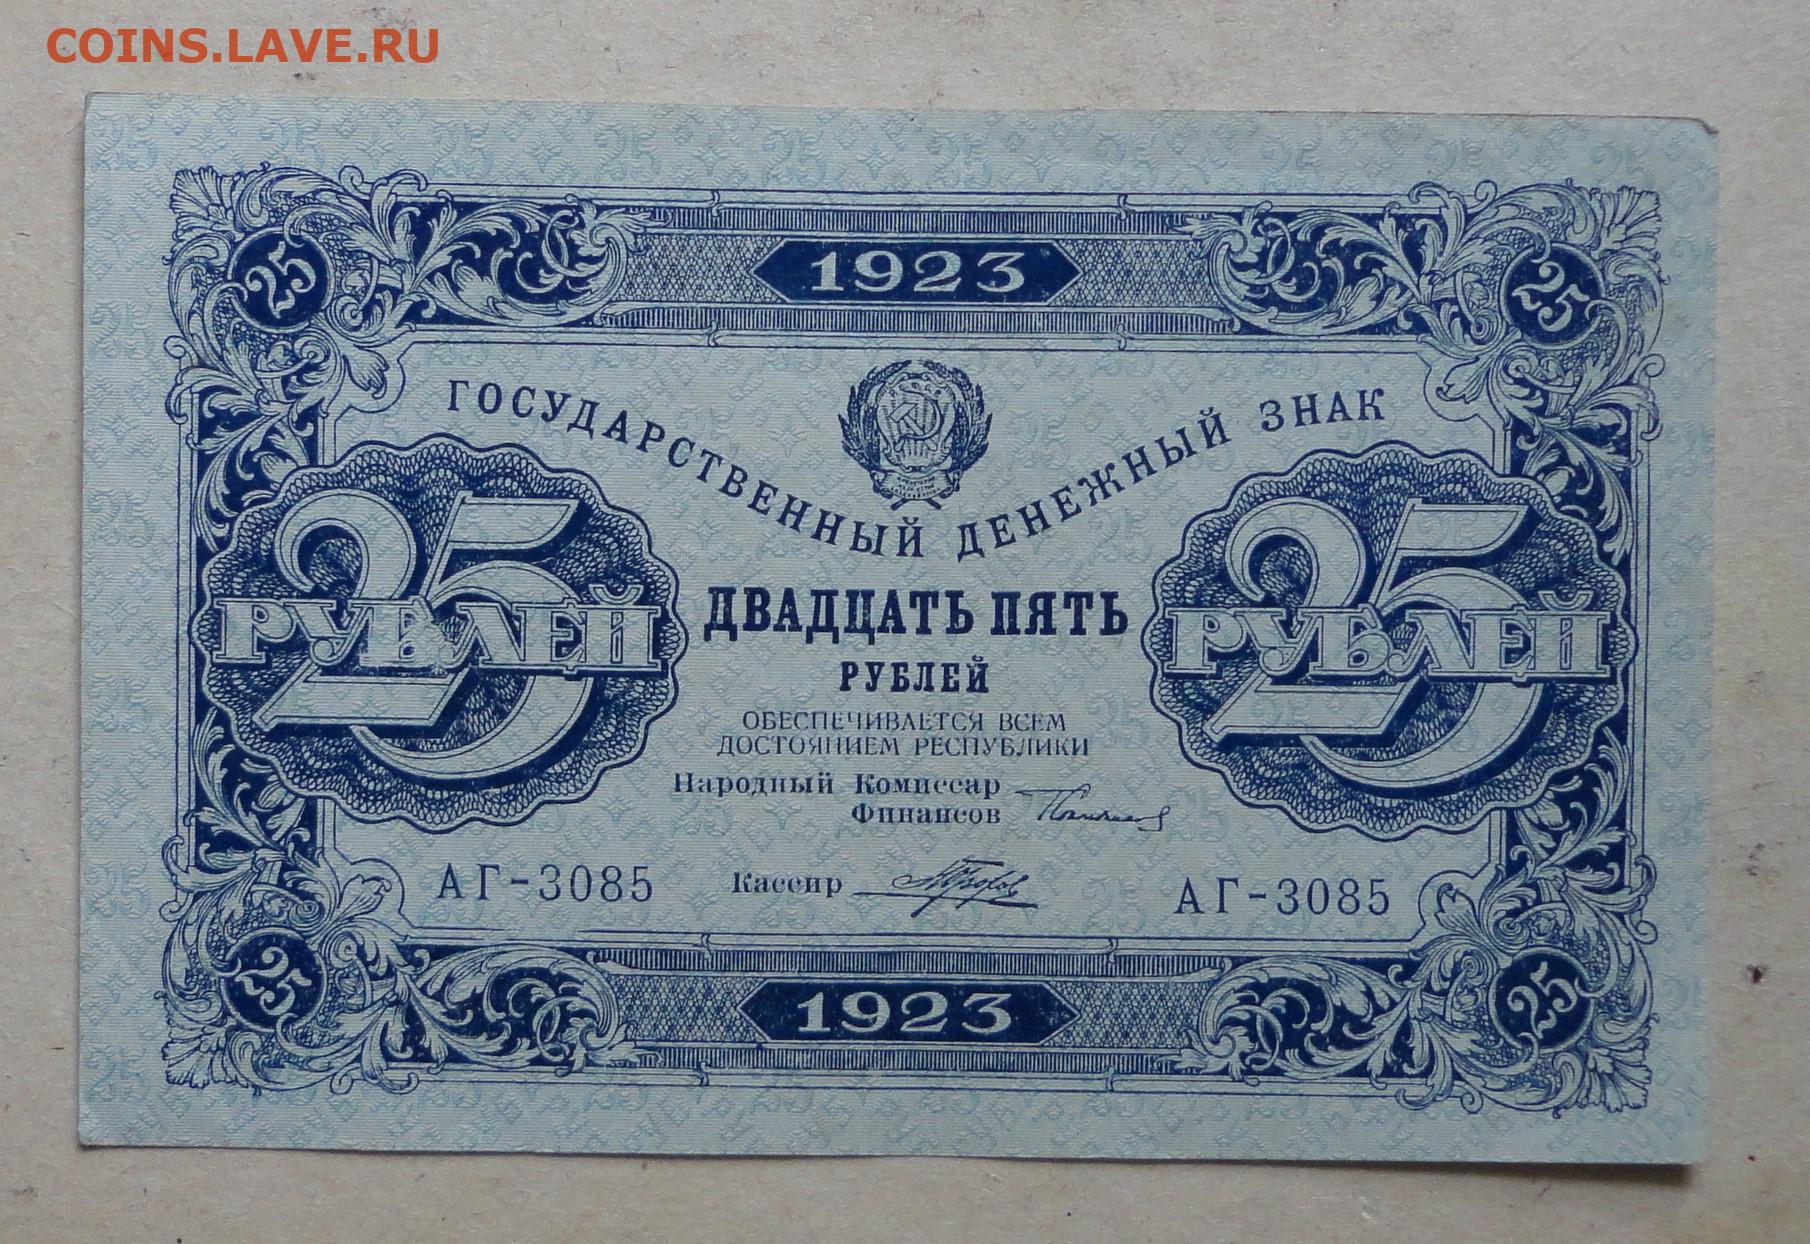 COINS.LAVE.RU
1923
25
25
ГОСУДАРСТВЕННЫЙ ДЕНЕЖНЫЙ ЗНАК
25 РУБЛЕЙ
25 РУБЛЕЙ
ДВАДЦАТЬ ПЯТЬ
РУБЛЕЙ
ОБЕСПЕЧИВАЕТСЯ ВСЕМ
ДОСТОЯНИЕМ РЕСПУБЛИКИ
Народный Комиссар
Финансов
АГ-3085
Кассир
АГ-3085
25
1923
25